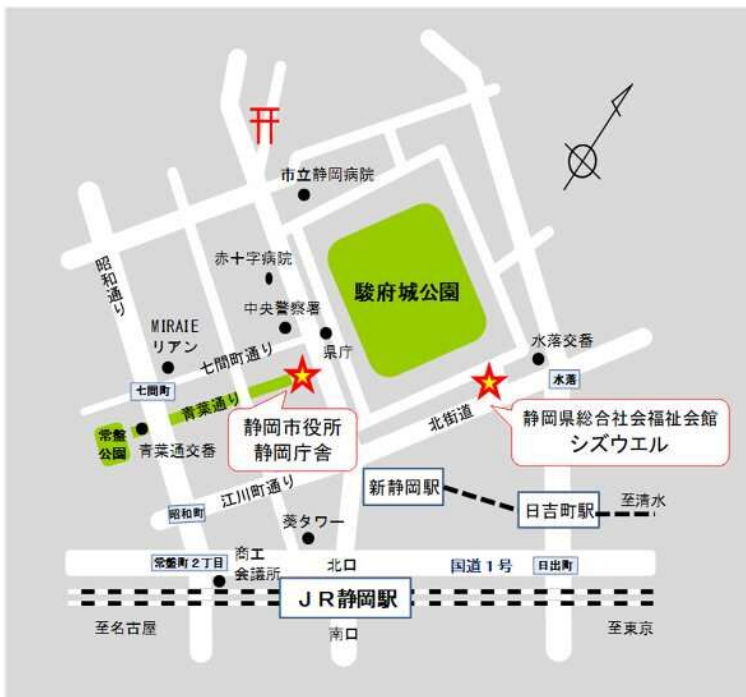 市立静岡病院
昭和通り
赤十字病院
駿府城公園
中央警察署
MIRAIE
リアン
七間町通り
県庁
水落交番
七間町
水落
青葉通り
北街道
常盤
公園
青葉通交番
静岡市役所
静岡庁舎
静岡県総合社会福祉会館
シズウエル
江川町通り
新静岡駅
日吉町駅
至清水
昭和町
葵タワー
常盤町2丁目
商工
会議所
北口
国道1号
日出町
JR静岡駅
至名古屋
南口
至東京